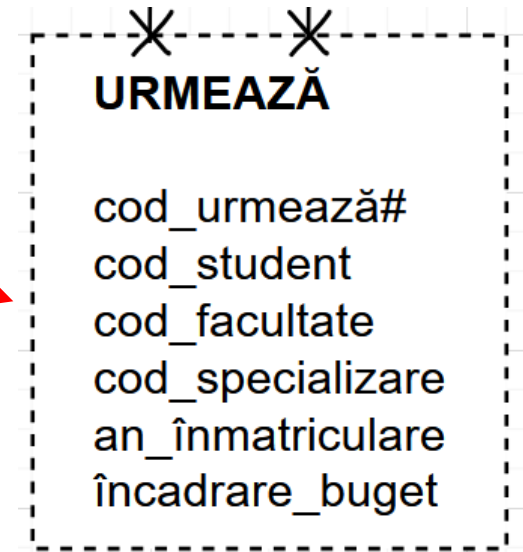 URMEAZĂ
cod_urmează#
cod_student
cod_facultate
cod_specializare
an_înmatriculare
încadrare_buget